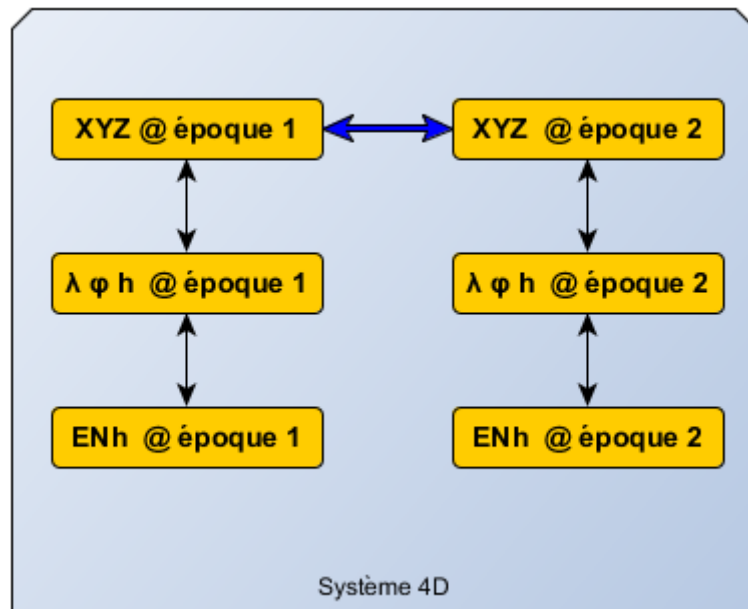 XYZ @ époque 1
XYZ @ époque 2
λ φ h @ époque 1
λ φ h @ époque 2
ENh @ époque 1
ENh @ époque 2
Système 4D